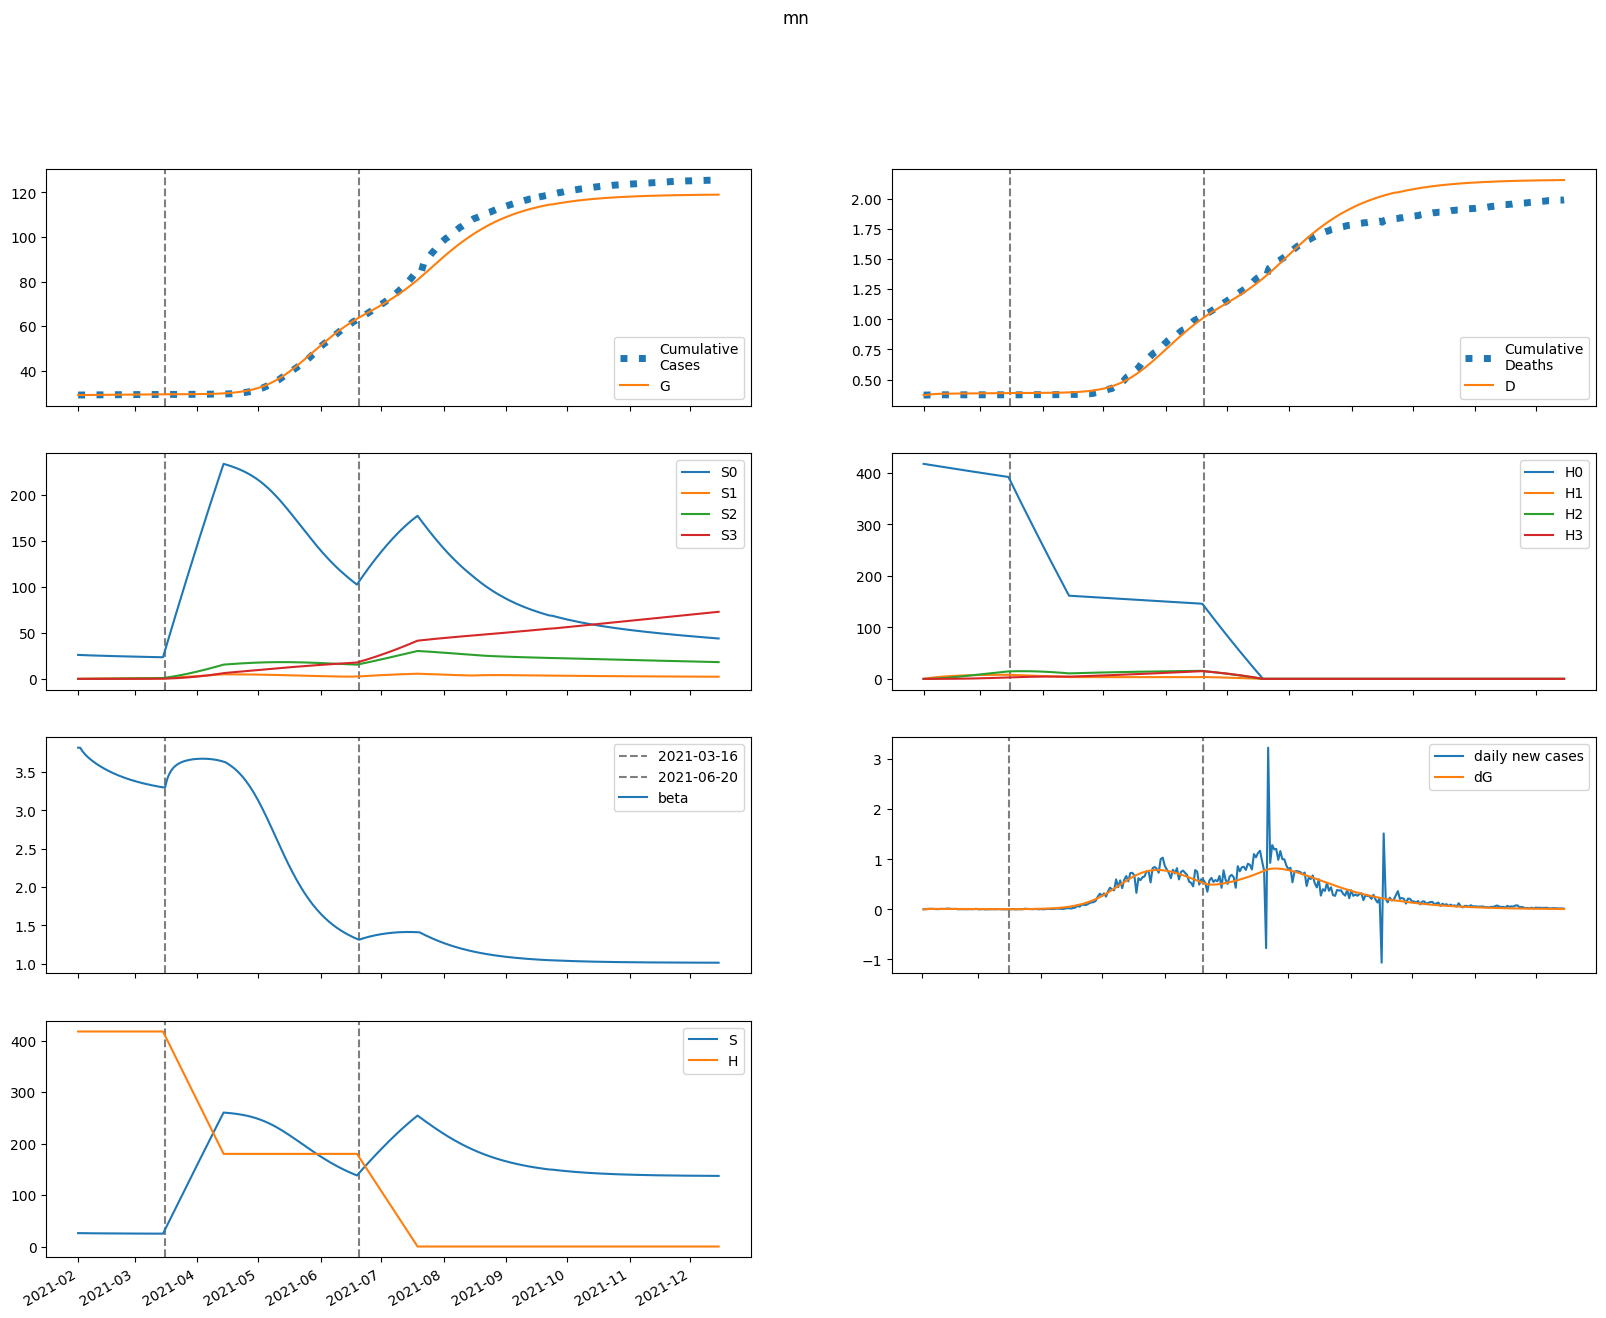 mn
120
100
80
60
40
Cumulative
Cases
G
2.00
1.75
1.50
1.25
1.00
0.75
0.50
Cumulative
Deaths
D
200
150
100
50
0
S0
S1
S2
S3
400
300
200
100
0
H0
H1
H2
H3
3.5
3.0
2.5
2.0
1.5
1.0
2021-03-16
2021-06-20
beta
3
2
1
0
−1
daily new cases
dG
400
300
200
100
0
S
H
2021-02
2021-03
2021-04
2021-05
2021-06
2021-07
2021-08
2021-09
2021-10
2021-11
2021-12